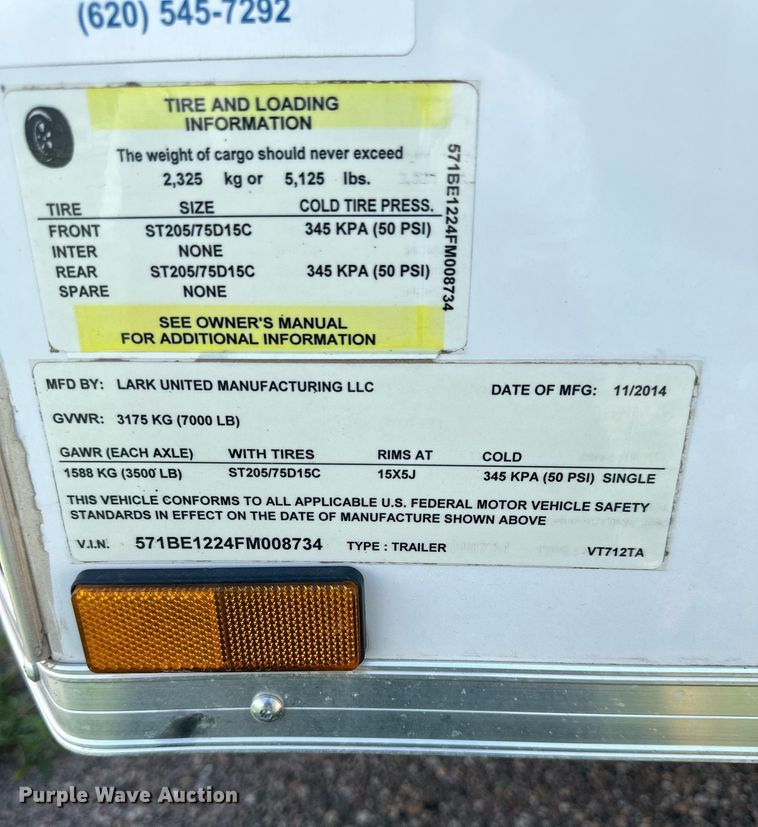 (620) 545-7292
TIRE AND LOADING
INFORMATION
The weight of cargo should never exceed
2,325 kg or 5,125 lbs.
TIRE SIZE COLD TIRE PRESS.
FRONT ST205/75D15C 345 KPA (50 PSI)
INTER NONE
REAR ST205/75D15C 345 KPA (50 PSI)
SPARE NONE
571BE1224FM008734
SEE OWNER'S MANUAL
FOR ADDITIONAL INFORMATION
MFD BY: LARK UNITED MANUFACTURING LLC DATE OF MFG: 11/2014
GVWR: 3175 KG (7000 LB)
GAWR (EACH AXLE) WITH TIRES RIMS AT COLD
1588 KG (3500 LB) ST205/75D15C 15X5J 345 KPA (50 PSI) SINGLE
THIS VEHICLE CONFORMS TO ALL APPLICABLE U.S. FEDERAL MOTOR VEHICLE SAFETY
STANDARDS IN EFFECT ON THE DATE OF MANUFACTURE SHOWN ABOVE
V.I.N. 571BE1224FM008734 TYPE : TRAILER VT712TA
Purple Wave Auction